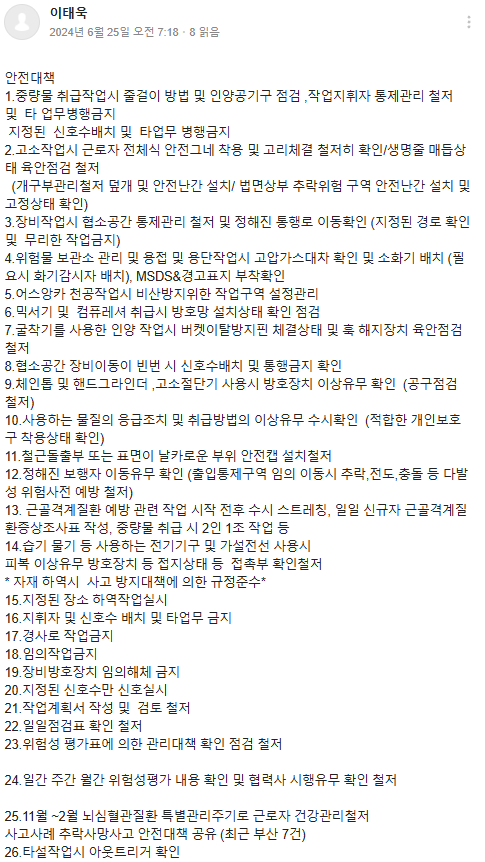 이태욱
2024년 6월 25일 오전 7:18 · 8 읽음
안전대책
1.중량물 취급작업시 줄걸이 방법 및 인양공기구 점검 ,작업지휘자 통제관리 철저
및 타 업무병행금지
지정된 신호수배치 및 타업무 병행금지
2.고소작업시 근로자 전체식 안전그네 착용 및 고리체결 철저히 확인/생명줄 매듭상
태 육안점검 철저
(개구부관리철저 덮개 및 안전난간 설치/ 법면상부 추락위험 구역 안전난간 설치 및
고정상태 확인)
3.장비작업시 협소공간 통제관리 철저 및 정해진 통행로 이동확인 (지정된 경로 확인
및 무리한 작업금지)
4.위험물 보관소 관리 및 용접 및 용단작업시 고압가스대차 확인 및 소화기 배치 (필
요시 화기감시자 배치), MSDS&경고표지 부착확인
5.어스앙카 천공작업시 비산방지위한 작업구역 설정관리
6.믹서기 및 컴퓨레셔 취급시 방호망 설치상태 확인 점검
7.굴착기를 사용한 인양 작업시 버켓이탈방지핀 체결상태 및 훅 해지장치 육안점검
철저
8.협소공간 장비이동이 빈번 시 신호수배치 및 통행금지 확인
9.체인톱 및 핸드그라인더 ,고소절단기 사용시 방호장치 이상유무 확인 (공구점검
철저)
10.사용하는 물질의 응급조치 및 취급방법의 이상유무 수시확인 (적합한 개인보호
구 착용상태 확인)
11.철근돌출부 또는 표면이 날카로운 부위 안전캡 설치철저
12.정해진 보행자 이동유무 확인 (출입통제구역 임의 이동시 추락,전도,충돌 등 다발
성 위험사전 예방 철저)
13. 근골격계질환 예방 관련 작업 시작 전후 수시 스트레칭, 일일 신규자 근골격계질
환증상조사표 작성, 중량물 취급 시 2인 1조 작업 등
14.습기 물기 등 사용하는 전기기구 및 가설전선 사용시
피복 이상유무 방호장치 등 접지상태 등 접촉부 확인철저
* 자재 하역시 사고 방지대책에 의한 규정준수*
15.지정된 장소 하역작업실시
16.지휘자 및 신호수 배치 및 타업무 금지
17.경사로 작업금지
18.임의작업금지
19.장비방호장치 임의해체 금지
20.지정된 신호수만 신호실시
21.작업계획서 작성 및 검토 철저
22.일일점검표 확인 철저
23.위험성 평가표에 의한 관리대책 확인 점검 철저
24.일간 주간 월간 위험성평가 내용 확인 및 협력사 시행유무 확인 철저
25.11월 ~2월 뇌심혈관질환 특별관리주기로 근로자 건강관리철저
사고사례 추락사망사고 안전대책 공유 (최근 부산 7건)
26.타설작업시 아웃트리거 확인